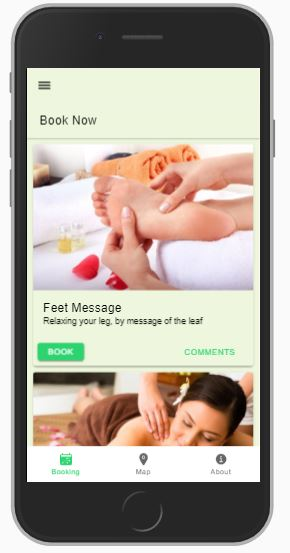 Book Now
Feet Message
Relaxing your leg, by message of the leaf
BOOK COMMENTS
Booking Map About